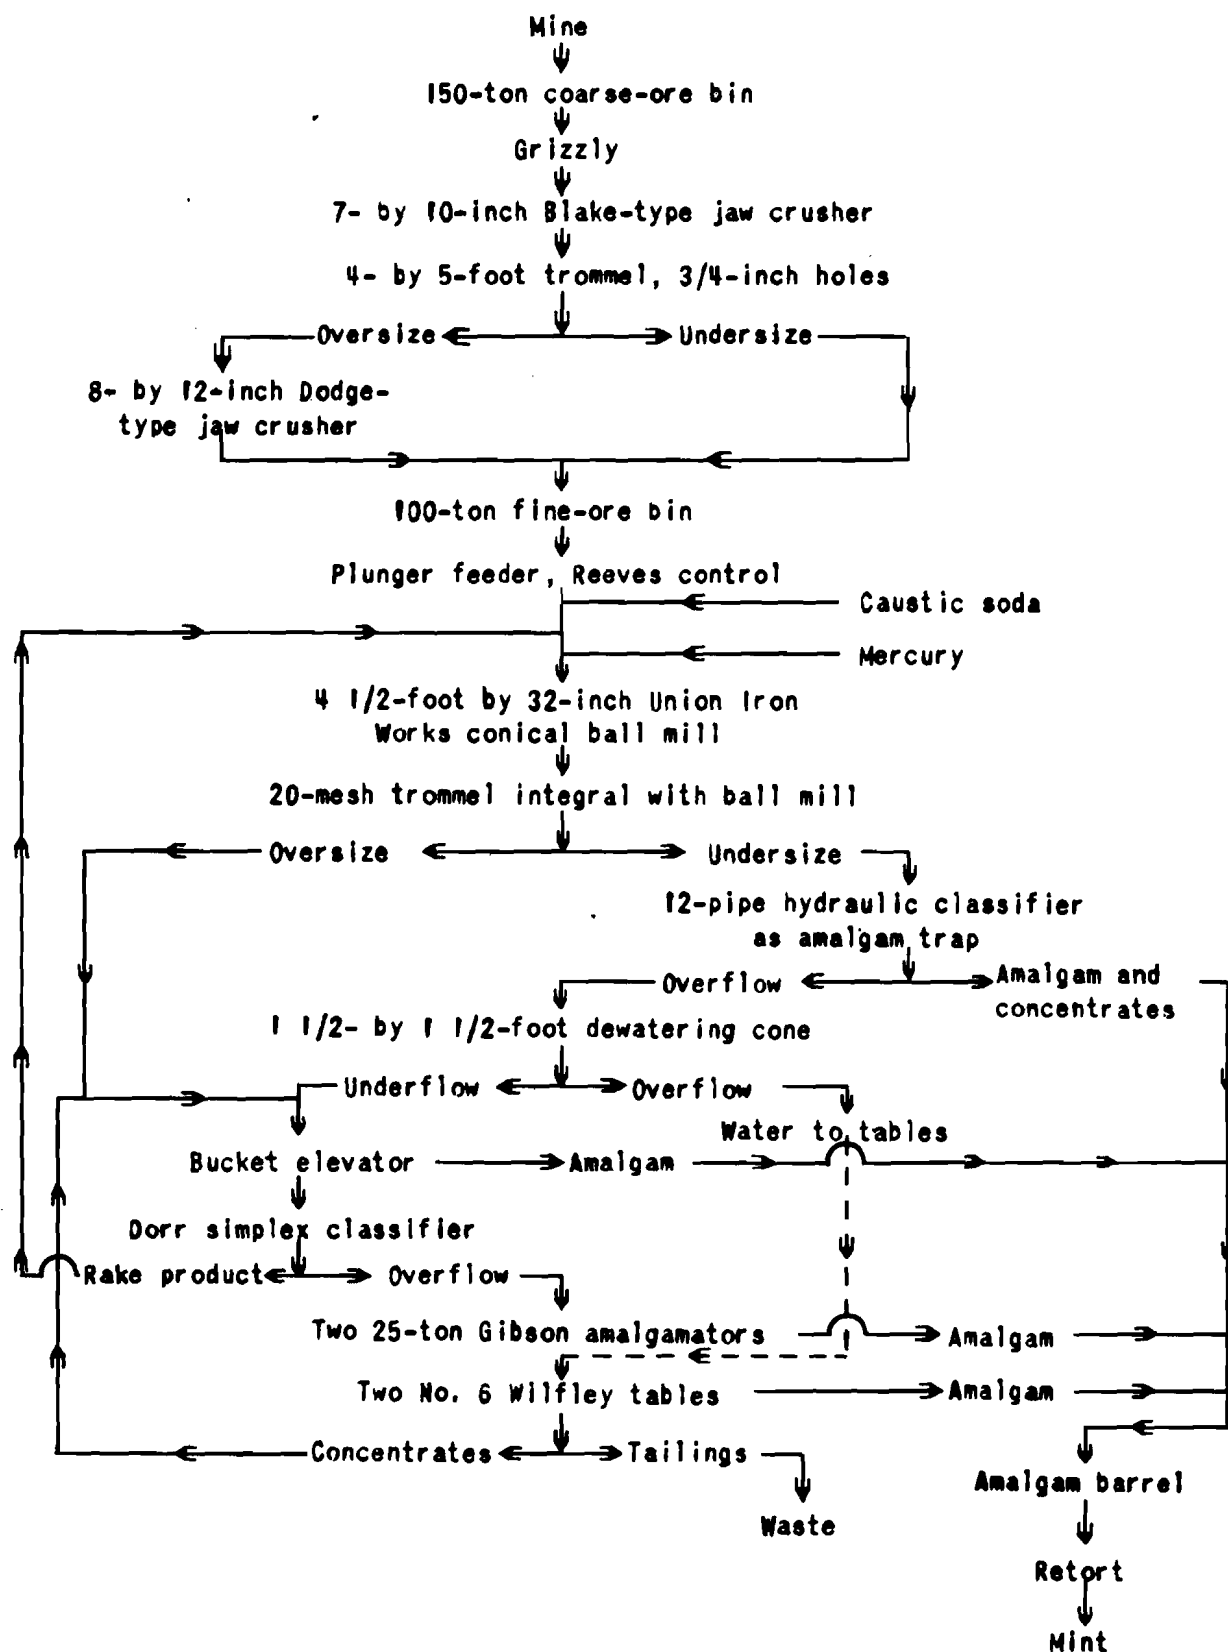 Mine
150-ton coarse-ore bin
Grizzly
7- by 10-inch Blake-type jaw crusher
4- by 5-foot trommel, 3/4-inch holes
Oversize
Undersize
8- by 12-inch Dodge-
type jaw crusher
100-ton fine-ore bin
Plunger feeder, Reeves control
Caustic soda
Mercury
4 1/2-foot by 32-inch Union Iron
Works conical ball mill
20-mesh trommel integral with ball mill
Oversize
Undersize
12-pipe hydraulic classifier
as amalgam trap
Overflow
Amalgam and
concentrates
1 1/2- by 1 1/2-foot dewatering cone
Underflow
Overflow
Water to tables
Bucket elevator
Amalgam
Dorr simplex classifier
Rake product
Overflow
Two 25-ton Gibson amalgamators
Amalgam
Two No. 6 Wilfley tables
Amalgam
Concentrates
Tailings
Amalgam barrel
Waste
Retort
Mint